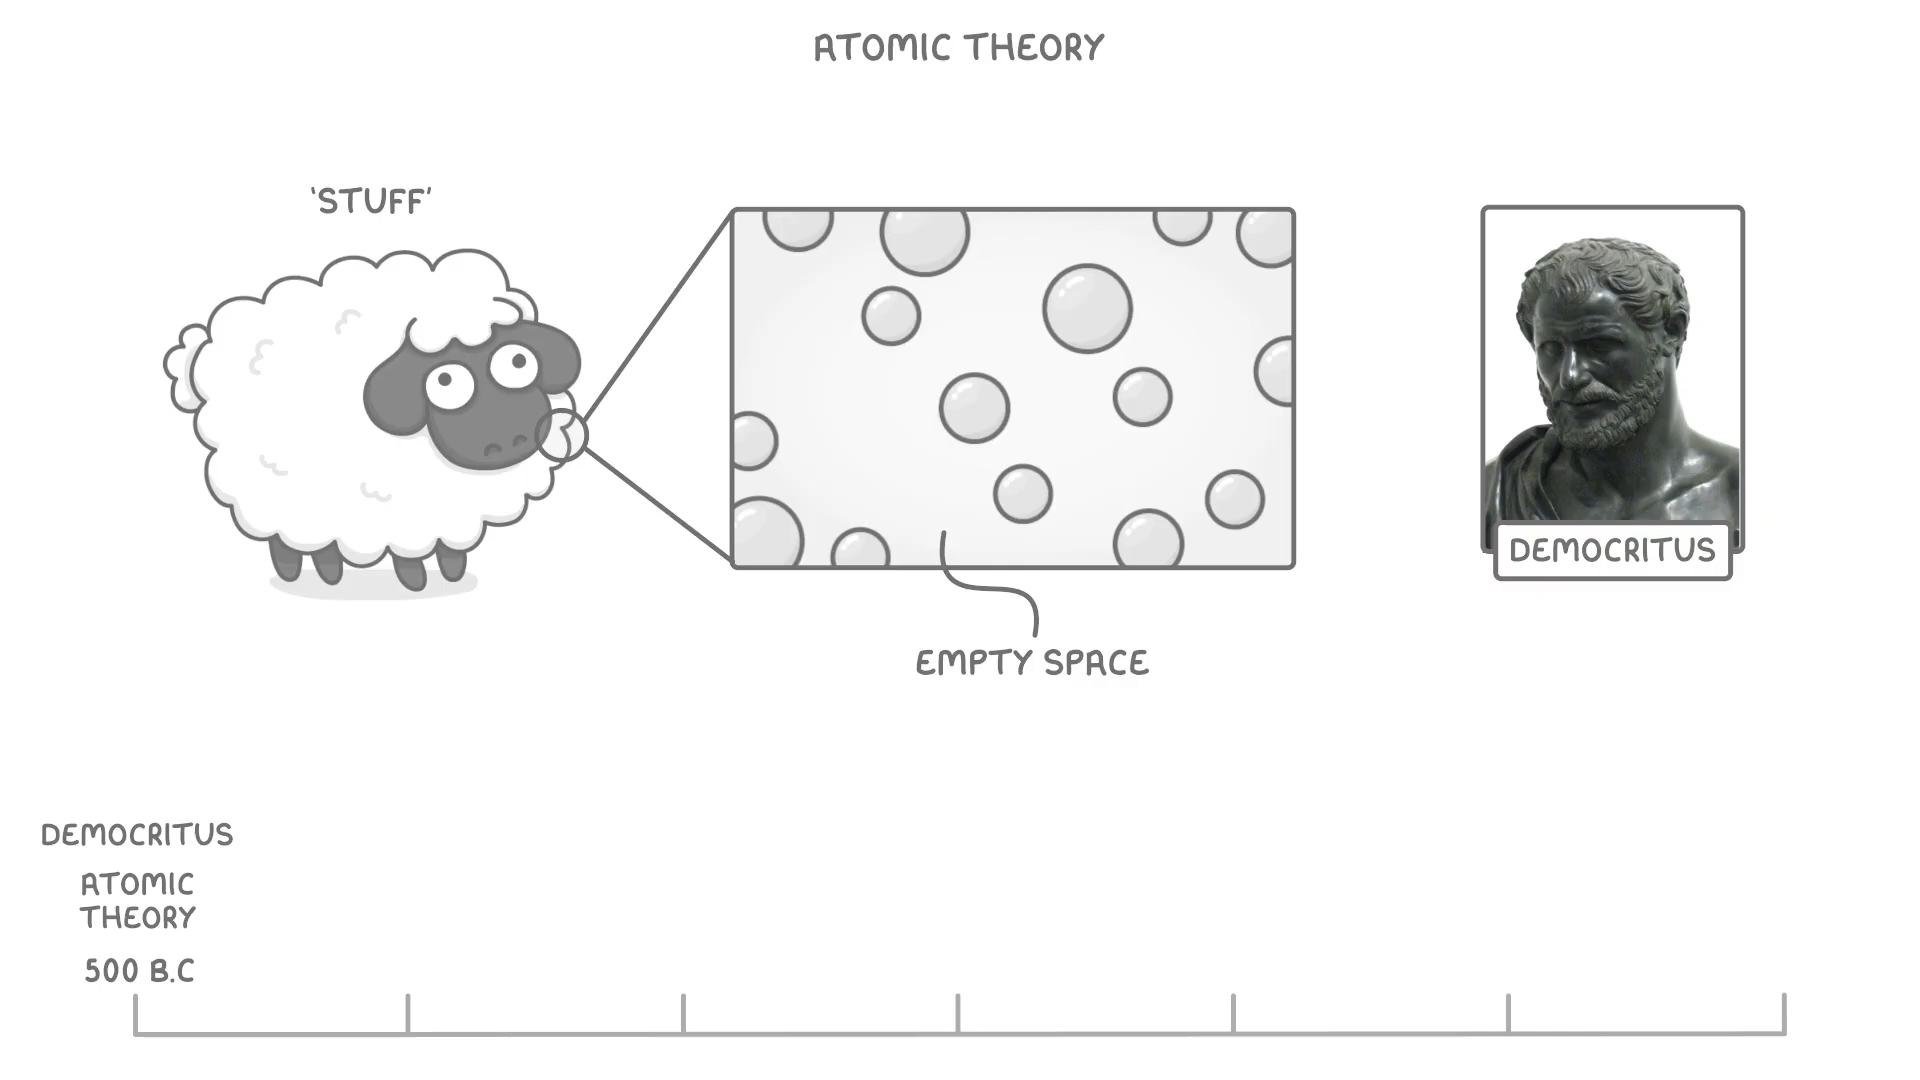 ATOMIC THEORY
'STUFF'
DEMOCRITUS
EMPTY SPACE
DEMOCRITUS
ATOMIC
THEORY
500 B.C